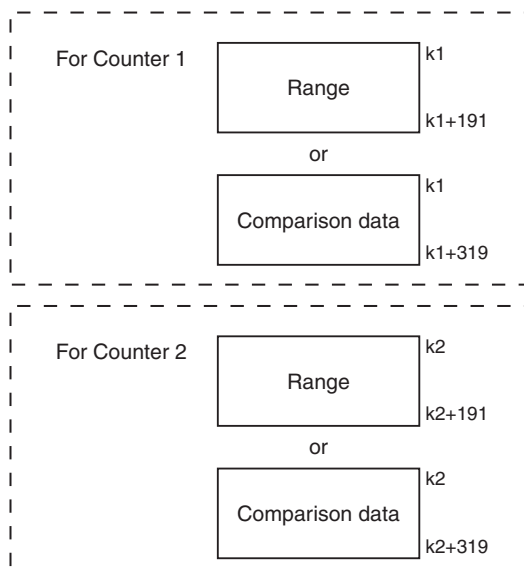 For Counter 1
k1
Range
k1+191
or
k1
Comparison data
k1+319
For Counter 2
k2
Range
k2+191
or
k2
Comparison data
k2+319